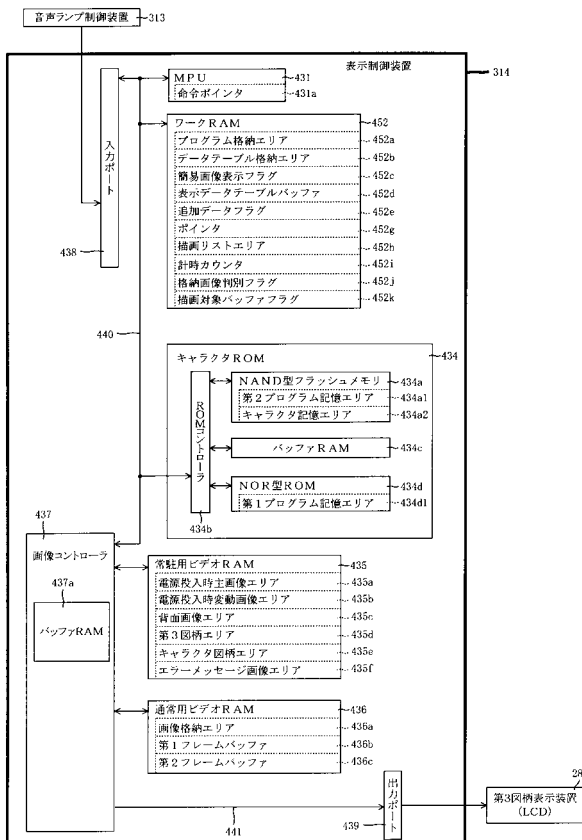 音声ランプ制御装置 313
表示制御装置 314
MPU 431
命令ポインタ 431a
入力ポート
438
ワークRAM 452
プログラム格納エリア 452a
データテーブル格納エリア 452b
簡易画像表示フラグ 452c
表示データテーブルバッファ 452d
追加データフラグ 452e
ポインタ 452g
描画リストエリア 452h
計時カウンタ 452i
格納画像判別フラグ 452j
描画対象バッファフラグ 452k
440
434
キャラクタROM
NAND型フラッシュメモリ 434a
第2プログラム記憶エリア 434a1
キャラクタ記憶エリア 434a2
ROMコントローラ
434b
バッファRAM 434c
NOR型ROM 434d
第1プログラム記憶エリア 434d1
437
画像コントローラ
437a
バッファRAM
常駐用ビデオRAM 435
電源投入時主画像エリア 435a
電源投入時変動画像エリア 435b
背面画像エリア 435c
第3図柄エリア 435d
キャラクタ図柄エリア 435e
エラーメッセージ画像エリア 435f
通常用ビデオRAM 436
画像格納エリア 436a
第1フレームバッファ 436b
第2フレームバッファ 436c
441
出力ポート
439
281
第3図柄表示装置
(LCD)